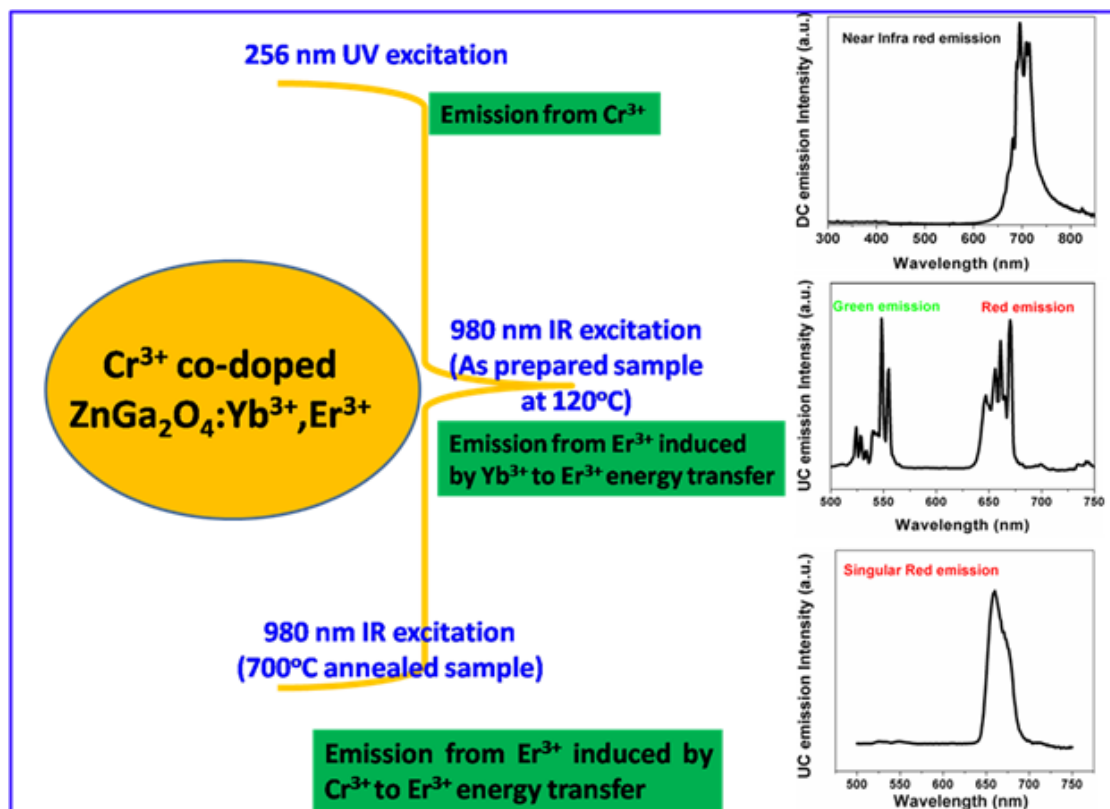 256 nm UV excitation
Emission from Cr³⁺
Cr³⁺ co-doped
ZnGa₂O₄:Yb³⁺,Er³⁺
980 nm IR excitation
(As prepared sample
at 120°C)
Emission from Er³⁺ induced
by Yb³⁺ to Er³⁺ energy transfer
980 nm IR excitation
(700°C annealed sample)
Emission from Er³⁺ induced by
Cr³⁺ to Er³⁺ energy transfer
Near Infra red emission
DC emission Intensity (a.u.)
300 400 500 600 700 800
Wavelength (nm)
Green emission Red emission
UC emission Intensity (a.u.)
500 550 600 650 700 750
Wavelength (nm)
Singular Red emission
UC emission Intensity (a.u.)
500 550 600 650 700 750
Wavelength (nm)